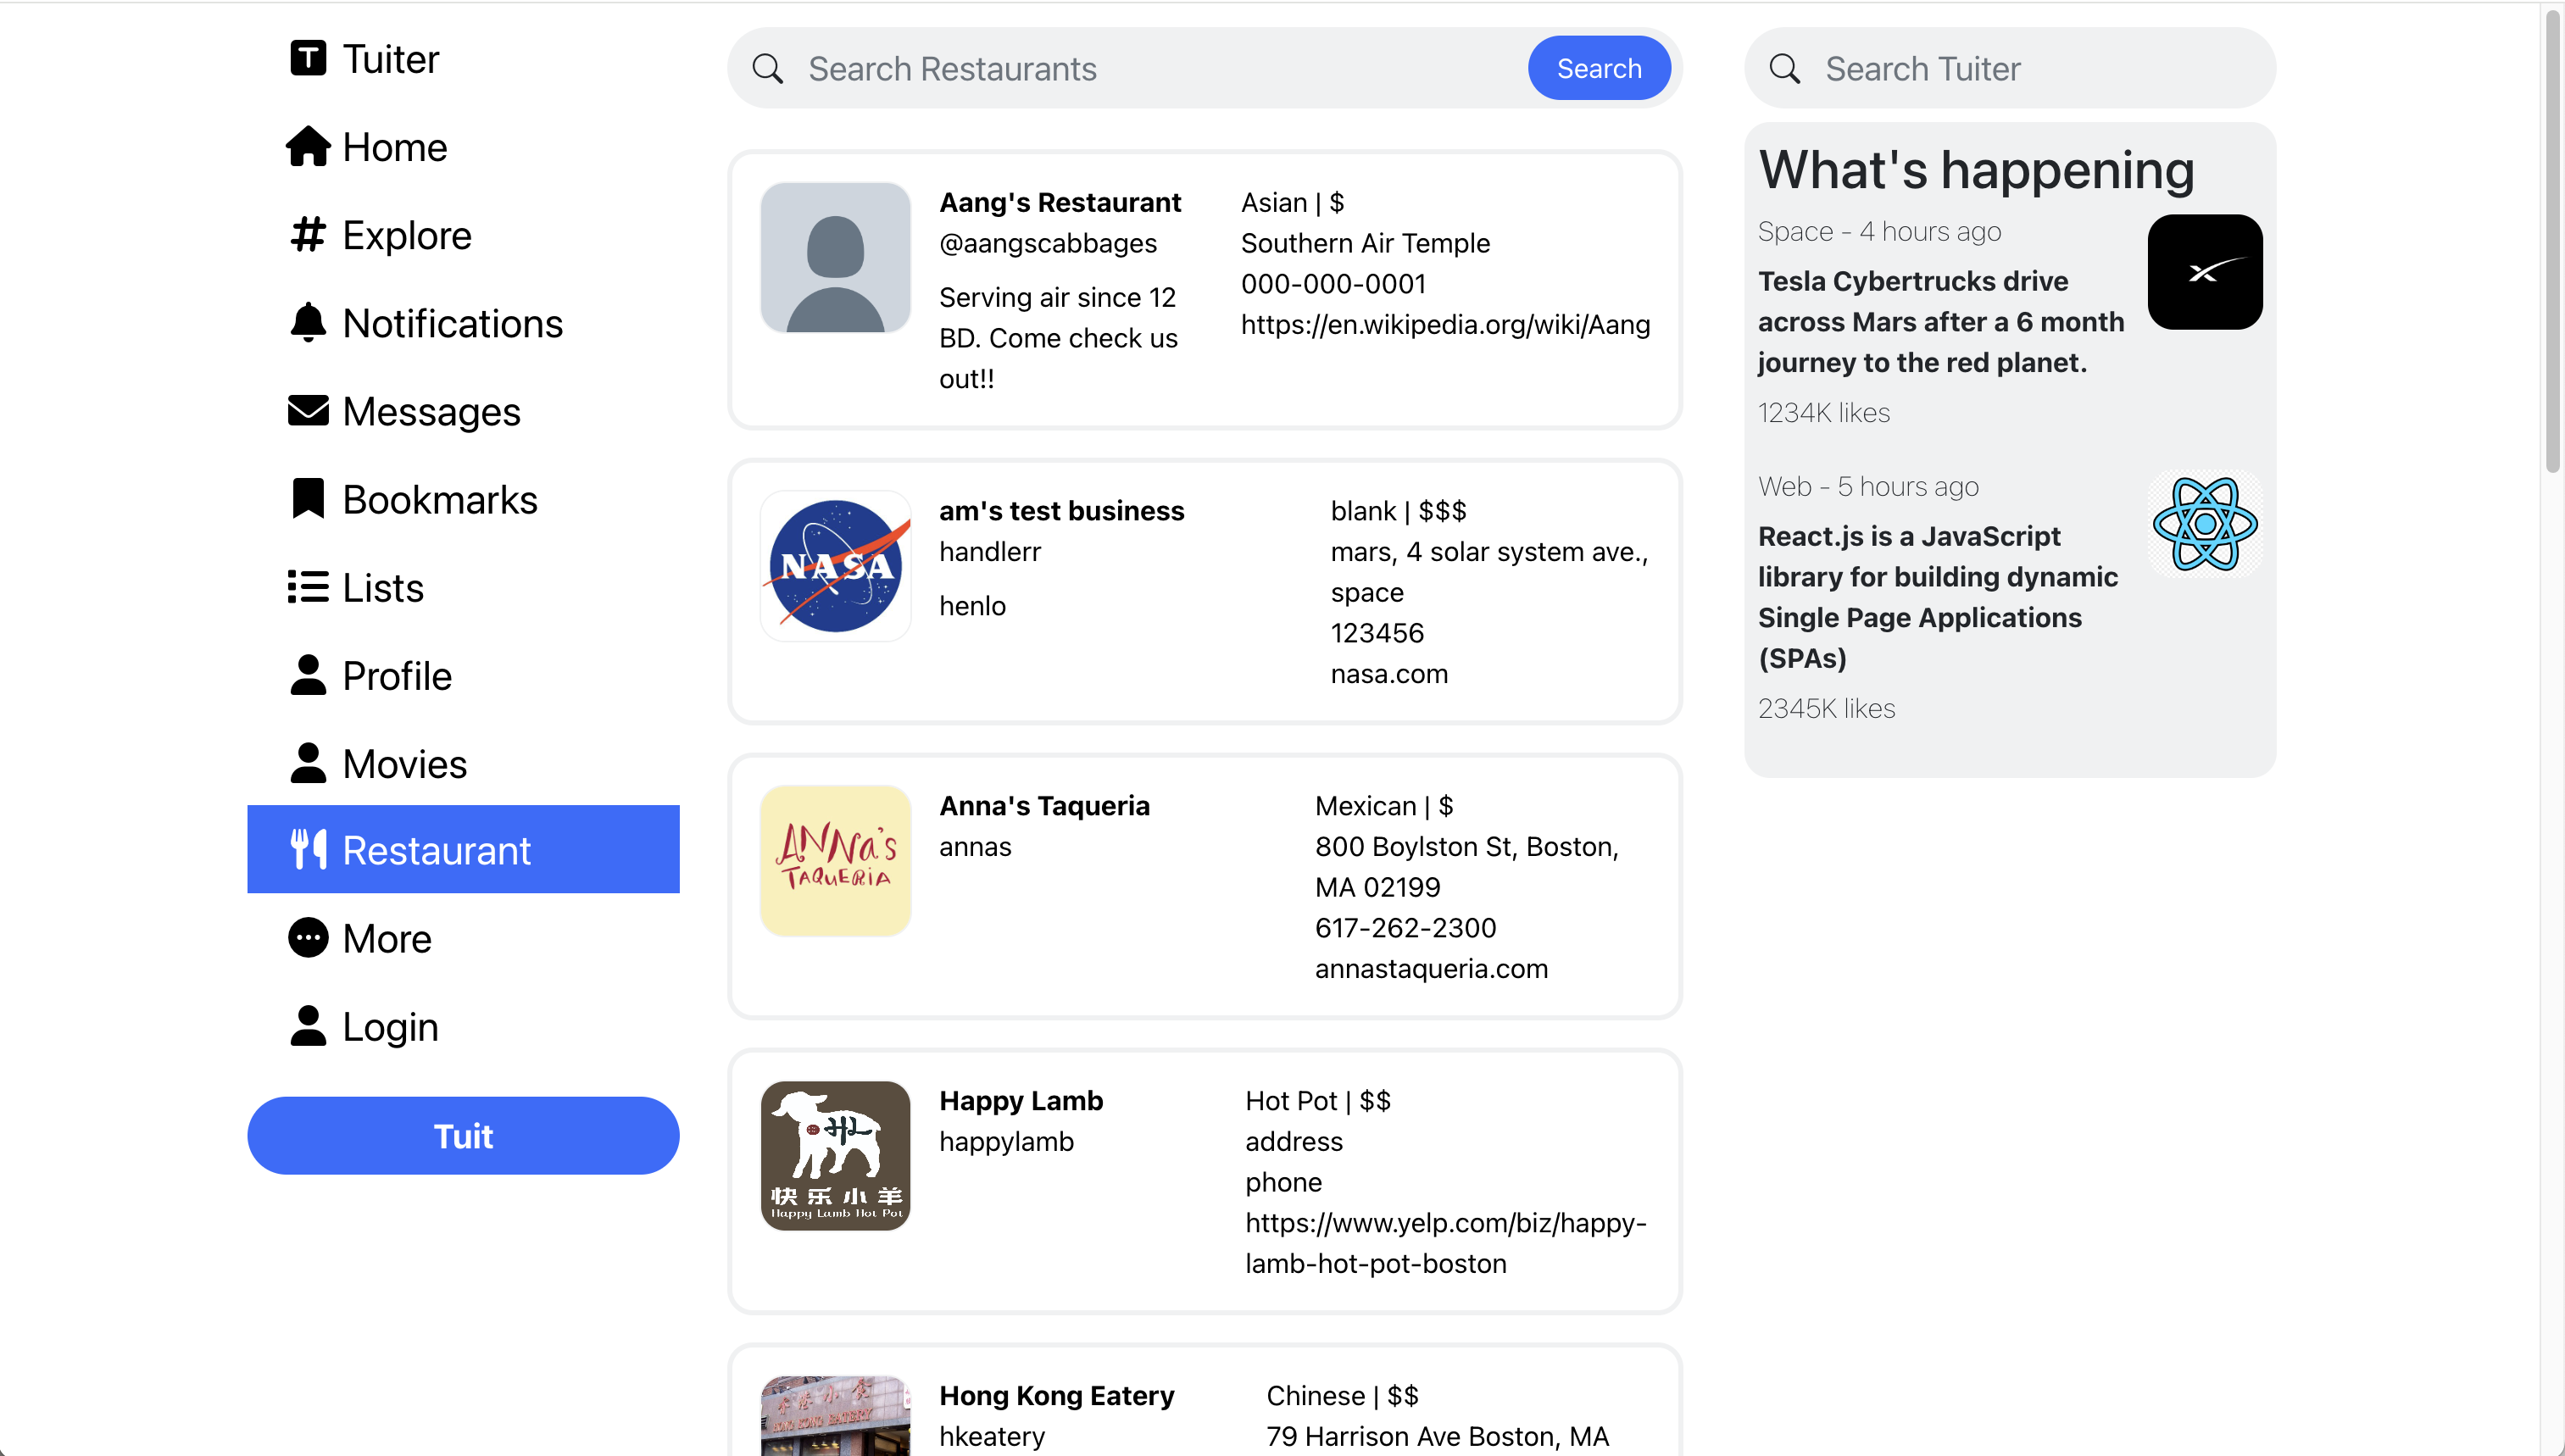 Tuiter
Home
Explore
Notifications
Messages
Bookmarks
Lists
Profile
Movies
Restaurant
More
Login
Tuit
Search Restaurants
Search
Aang's Restaurant
@aangscabbages
Serving air since 12
BD. Come check us
out!!
Asian | $
Southern Air Temple
000-000-0001
https://en.wikipedia.org/wiki/Aang
NASA
am's test business
handlerr
henlo
blank | $$$
mars, 4 solar system ave.,
space
123456
nasa.com
ANNa's
TAQUERIA
Anna's Taqueria
annas
Mexican | $
800 Boylston St, Boston,
MA 02199
617-262-2300
annastaqueria.com
快乐小羊
Happy Lamb Hot Pot
Happy Lamb
happylamb
Hot Pot | $$
address
phone
https://www.yelp.com/biz/happy-
lamb-hot-pot-boston
HONG KONG EATERY
Hong Kong Eatery
hkeatery
Chinese | $$
79 Harrison Ave Boston, MA
Search Tuiter
What's happening
Space - 4 hours ago
Tesla Cybertrucks drive
across Mars after a 6 month
journey to the red planet.
1234K likes
Web - 5 hours ago
React.js is a JavaScript
library for building dynamic
Single Page Applications
(SPAs)
2345K likes